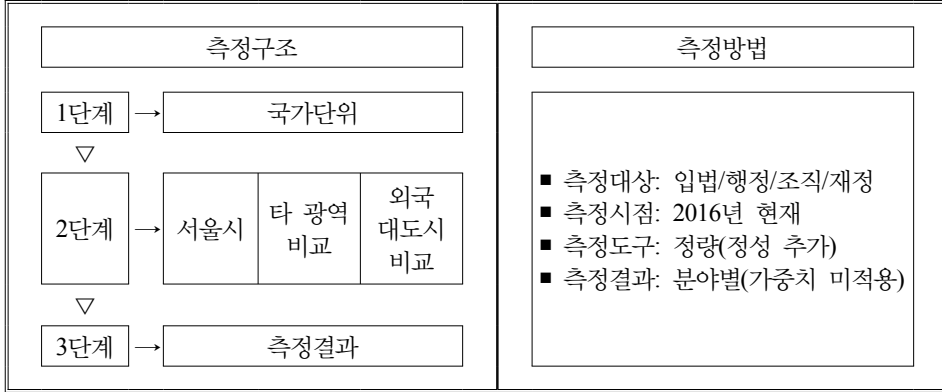 측정구조
1단계 → 국가단위
▽
2단계 → 서울시 타 광역 비교 외국 대도시 비교
▽
3단계 → 측정결과
측정방법
■ 측정대상: 입법/행정/조직/재정
■ 측정시점: 2016년 현재
■ 측정도구: 정량(정성 추가)
■ 측정결과: 분야별(가중치 미적용)